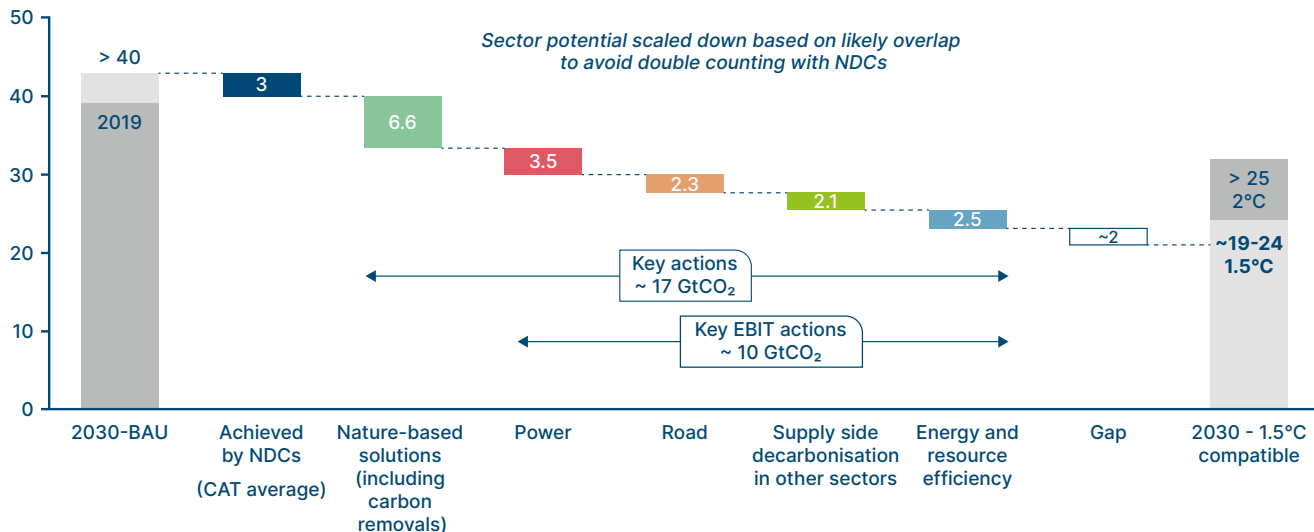 Sector potential scaled down based on likely overlap
to avoid double counting with NDCs
50
40
30
20
10
0
> 40
2019
3
6.6
3.5
2.3
2.1
2.5
~2
> 25
2°C
~19-24
1.5°C
Key actions
~ 17 GtCO₂
Key EBIT actions
~ 10 GtCO₂
2030-BAU
Achieved
by NDCs
(CAT average)
Nature-based
solutions
(including
carbon
removals)
Power
Road
Supply side
decarbonisation
in other sectors
Energy and
resource
efficiency
Gap
2030 - 1.5°C
compatible